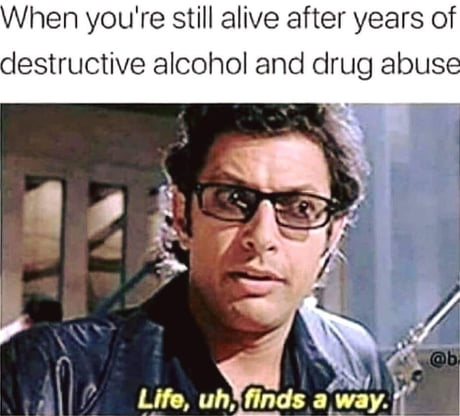 When you're still alive after years of
destructive alcohol and drug abuse
@b
Life, uh, finds a way.